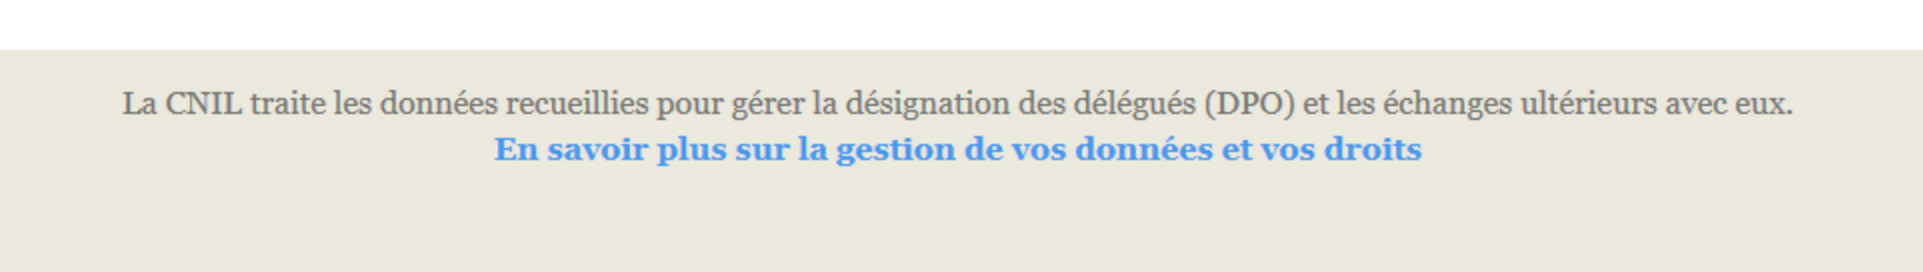 La CNIL traite les données recueillies pour gérer la désignation des délégués (DPO) et les échanges ultérieurs avec eux.
En savoir plus sur la gestion de vos données et vos droits